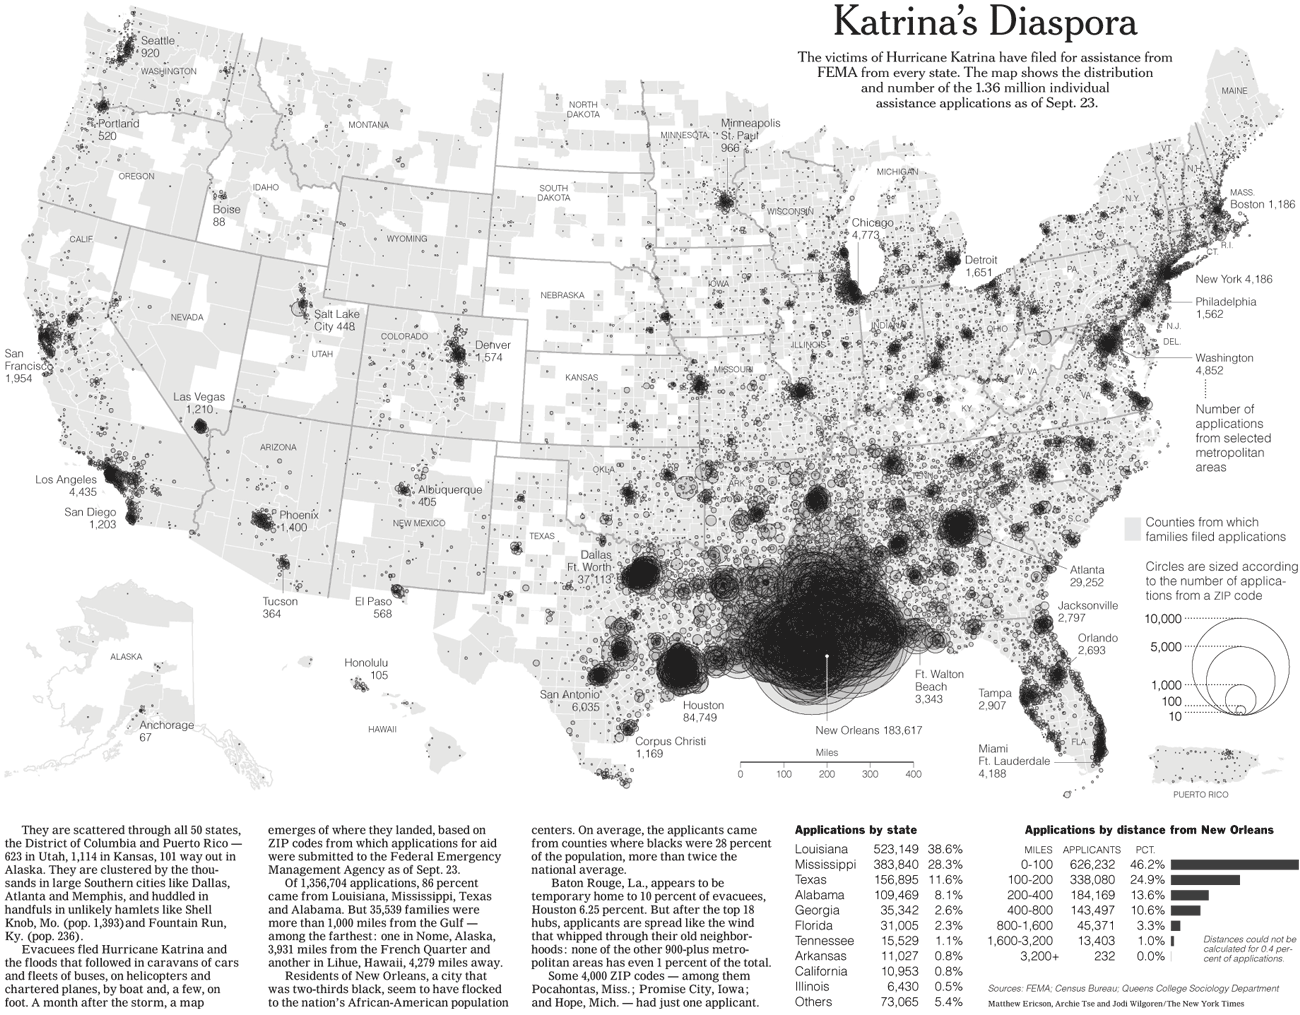 Katrina's Diaspora
The victims of Hurricane Katrina have filed for assistance from
FEMA from every state. The map shows the distribution
and number of the 1.36 million individual
assistance applications as of Sept. 23.
Seattle
920
WASHINGTON
Portland
520
OREGON
MONTANA
IDAHO
Boise
88
NORTH
DAKOTA
SOUTH
DAKOTA
MINNESOTA
Minneapolis
St. Paul
966
WISCONSIN
MICHIGAN
MAINE
VT.
N.H.
N.Y.
MASS.
Boston 1,186
R.I.
CT.
CALIF
NEVADA
WYOMING
NEBRASKA
IOWA
Chicago
4,773
Detroit
1,651
PA.
New York 4,186
Philadelphia
1,562
N.J.
DEL.
Washington
4,852
Number of
applications
from selected
metropolitan
areas
Salt Lake
City 448
UTAH
COLORADO
Denver
1,574
KANSAS
MISSOURI
ILLINOIS
INDIANA
OHIO
W. VA.
VA.
KY.
San
Francisco
1,954
Las Vegas
1,210
ARIZONA
Los Angeles
4,435
San Diego
1,203
Phoenix
1,400
Albuquerque
405
NEW MEXICO
OKLA.
ARK.
S.C.
TEXAS
Dallas
Ft. Worth
37,113
Tucson
364
El Paso
568
Atlanta
29,252
Jacksonville
2,797
Orlando
2,693
Tampa
2,907
FLA.
Miami
Ft. Lauderdale
4,188
Ft. Walton
Beach
3,343
San Antonio
6,035
Houston
84,749
Corpus Christi
1,169
New Orleans 183,617
Miles
0 100 200 300 400
ALASKA
Anchorage
67
Honolulu
105
HAWAII
PUERTO RICO
Counties from which
families filed applications
Circles are sized according
to the number of applica-
tions from a ZIP code
10,000
5,000
1,000
100
10
They are scattered through all 50 states,
the District of Columbia and Puerto Rico —
623 in Utah, 1,114 in Kansas, 101 way out in
Alaska. They are clustered by the thou-
sands in large Southern cities like Dallas,
Atlanta and Memphis, and huddled in
handfuls in unlikely hamlets like Shell
Knob, Mo. (pop. 1,393) and Fountain Run,
Ky. (pop. 236).
Evacuees fled Hurricane Katrina and
the floods that followed in caravans of cars
and fleets of buses, on helicopters and
chartered planes, by boat and, a few, on
foot. A month after the storm, a map
emerges of where they landed, based on
ZIP codes from which applications for aid
were submitted to the Federal Emergency
Management Agency as of Sept. 23.
Of 1,356,704 applications, 86 percent
came from Louisiana, Mississippi, Texas
and Alabama. But 35,539 families were
more than 1,000 miles from the Gulf —
among the farthest: one in Nome, Alaska,
3,931 miles from the French Quarter and
another in Lihue, Hawaii, 4,279 miles away.
Residents of New Orleans, a city that
was two-thirds black, seem to have flocked
to the nation's African-American population
centers. On average, the applicants came
from counties where blacks were 28 percent
of the population, more than twice the
national average.
Baton Rouge, La., appears to be
temporary home to 10 percent of evacuees,
Houston 6.25 percent. But after the top 18
hubs, applicants are spread like the wind
that whipped through their old neighbor-
hoods: none of the other 900-plus metro-
politan areas has even 1 percent of the total.
Some 4,000 ZIP codes — among them
Pocahontas, Miss.; Promise City, Iowa;
and Hope, Mich. — had just one applicant.
Applications by state
Louisiana 523,149 38.6%
Mississippi 383,840 28.3%
Texas 156,895 11.6%
Alabama 109,469 8.1%
Georgia 35,342 2.6%
Florida 31,005 2.3%
Tennessee 15,529 1.1%
Arkansas 11,027 0.8%
California 10,953 0.8%
Illinois 6,430 0.5%
Others 73,065 5.4%
Applications by distance from New Orleans
MILES APPLICANTS PCT.
0-100 626,232 46.2%
100-200 338,080 24.9%
200-400 184,169 13.6%
400-800 143,497 10.6%
800-1,600 45,371 3.3%
1,600-3,200 13,403 1.0%
3,200+ 232 0.0%
Distances could not be
calculated for 0.4 per-
cent of applications.
Sources: FEMA; Census Bureau; Queens College Sociology Department
Matthew Ericson, Archie Tse and Jodi Wilgoren/The New York Times